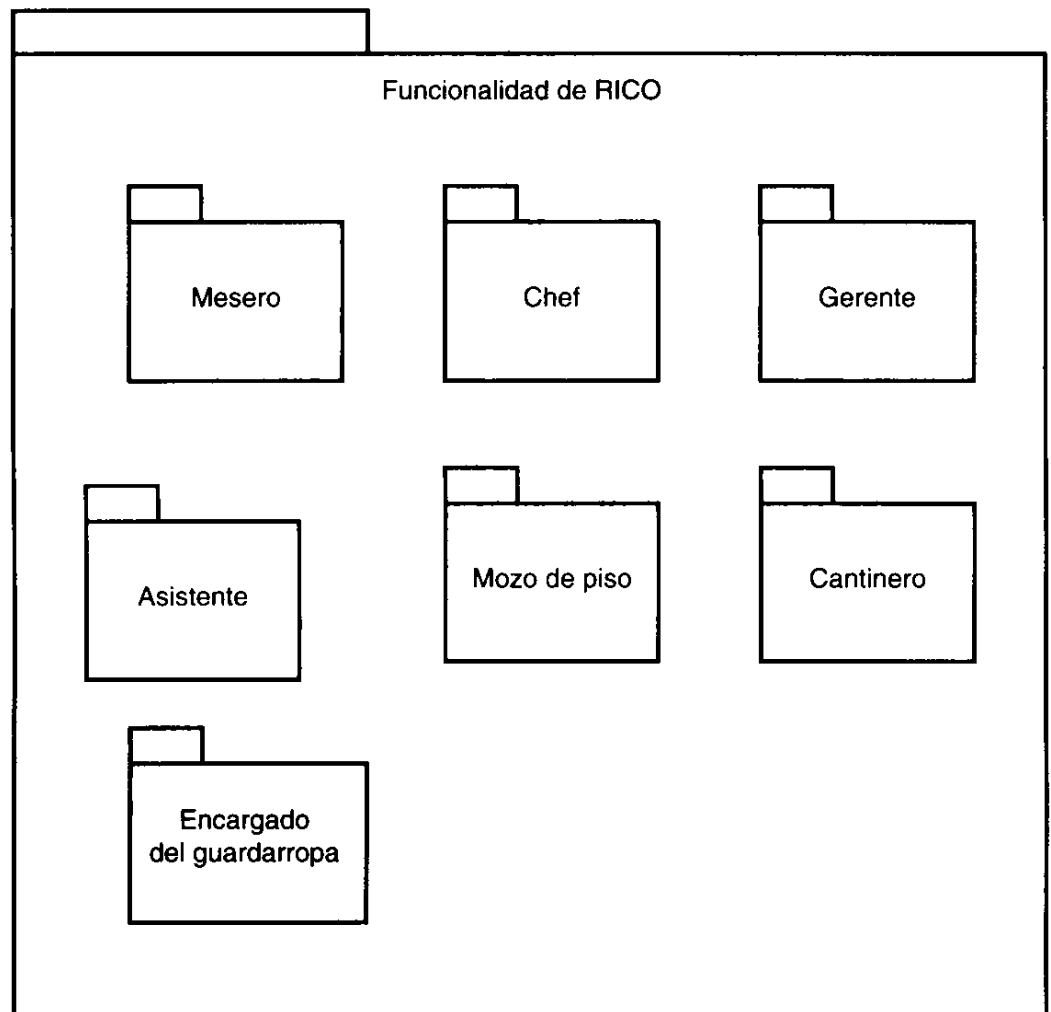 Funcionalidad de RICO
Mesero
Chef
Gerente
Asistente
Mozo de piso
Cantinero
Encargado
del guardarropa